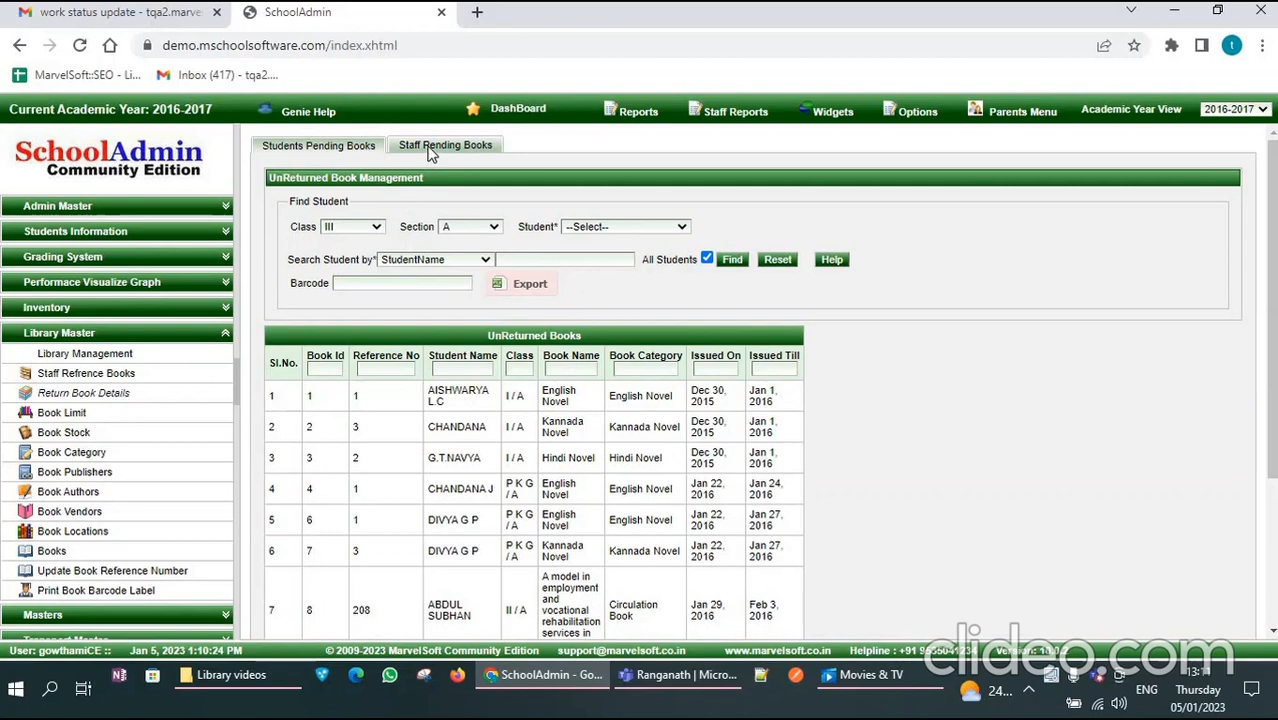 work status update - tqa2.marve
SchoolAdmin
demo.mschoolsoftware.com/index.xhtml
MarvelSoft::SEO - Li...
Inbox (417) - tqa2....
Current Academic Year: 2016-2017
Genie Help
DashBoard
Reports
Staff Reports
Widgets
Options
Parents Menu
Academic Year View
2016-2017
SchoolAdmin
Community Edition
Admin Master
Students Information
Grading System
Performace Visualize Graph
Inventory
Library Master
Library Management
Staff Refrence Books
Return Book Details
Book Limit
Book Stock
Book Category
Book Publishers
Book Authors
Book Vendors
Book Locations
Books
Update Book Reference Number
Print Book Barcode Label
Masters
Students Pending Books
Staff Pending Books
UnReturned Book Management
Find Student
Class III Section A Student* --Select--
Search Student by* StudentName All Students Find Reset Help
Barcode Export
UnReturned Books
Sl.No. Book Id Reference No Student Name Class Book Name Book Category Issued On Issued Till
1 1 1 AISHWARYA L.C I / A English Novel English Novel Dec 30, 2015 Jan 1, 2016
2 2 3 CHANDANA I / A Kannada Novel Kannada Novel Dec 30, 2015 Jan 1, 2016
3 3 2 G.T.NAVYA I / A Hindi Novel Hindi Novel Dec 30, 2015 Jan 1, 2016
4 4 1 CHANDANA J P K G / A English Novel English Novel Jan 22, 2016 Jan 24, 2016
5 6 1 DIVYA G P P K G / A English Novel English Novel Jan 22, 2016 Jan 27, 2016
6 7 3 DIVYA G P P K G / A Kannada Novel Kannada Novel Jan 22, 2016 Jan 27, 2016
7 8 208 ABDUL SUBHAN II / A A model in employment and vocational rehabilitation services in Circulation Book Jan 29, 2016 Feb 3, 2016
User: gowthamiCE :: Jan 5, 2023 1:10:24 PM
© 2009-2023 MarvelSoft Community Edition
support@marvelsoft.co.in
www.marvelsoft.co.in
Helpline : +91 9535041234
clideo.com
Library videos
SchoolAdmin - Go...
Ranganath | Micro...
Movies & TV
24...
ENG
13:11
Thursday
05/01/2023